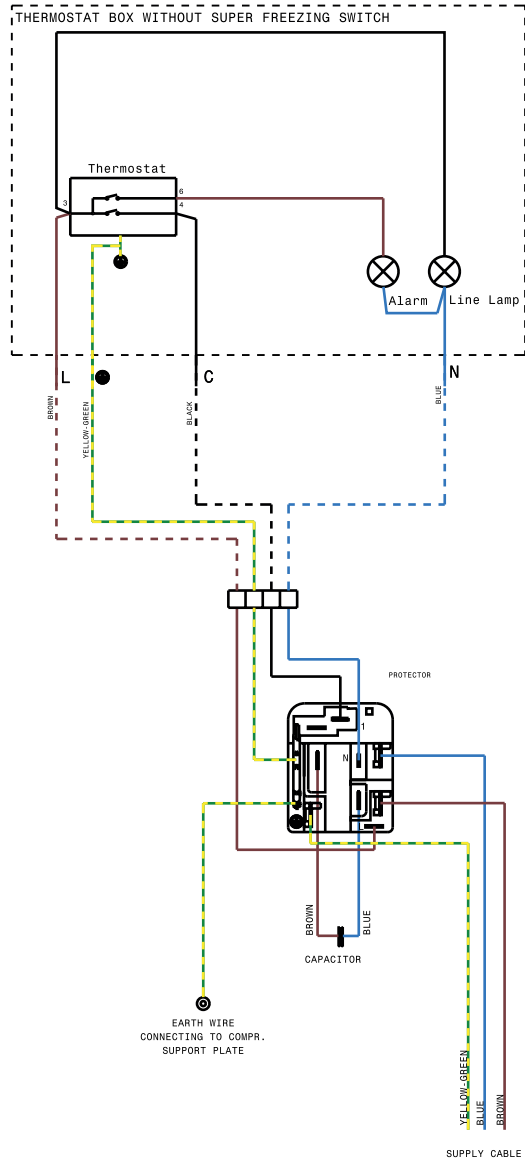 THERMOSTAT BOX WITHOUT SUPER FREEZING SWITCH
Thermostat
3
6
4
Alarm
Line Lamp
L
C
N
BROWN
YELLOW-GREEN
BLACK
BLUE
PROTECTOR
1
N
L
BROWN
BLUE
CAPACITOR
EARTH WIRE
CONNECTING TO COMPR.
SUPPORT PLATE
YELLOW-GREEN
BLUE
BROWN
SUPPLY CABLE